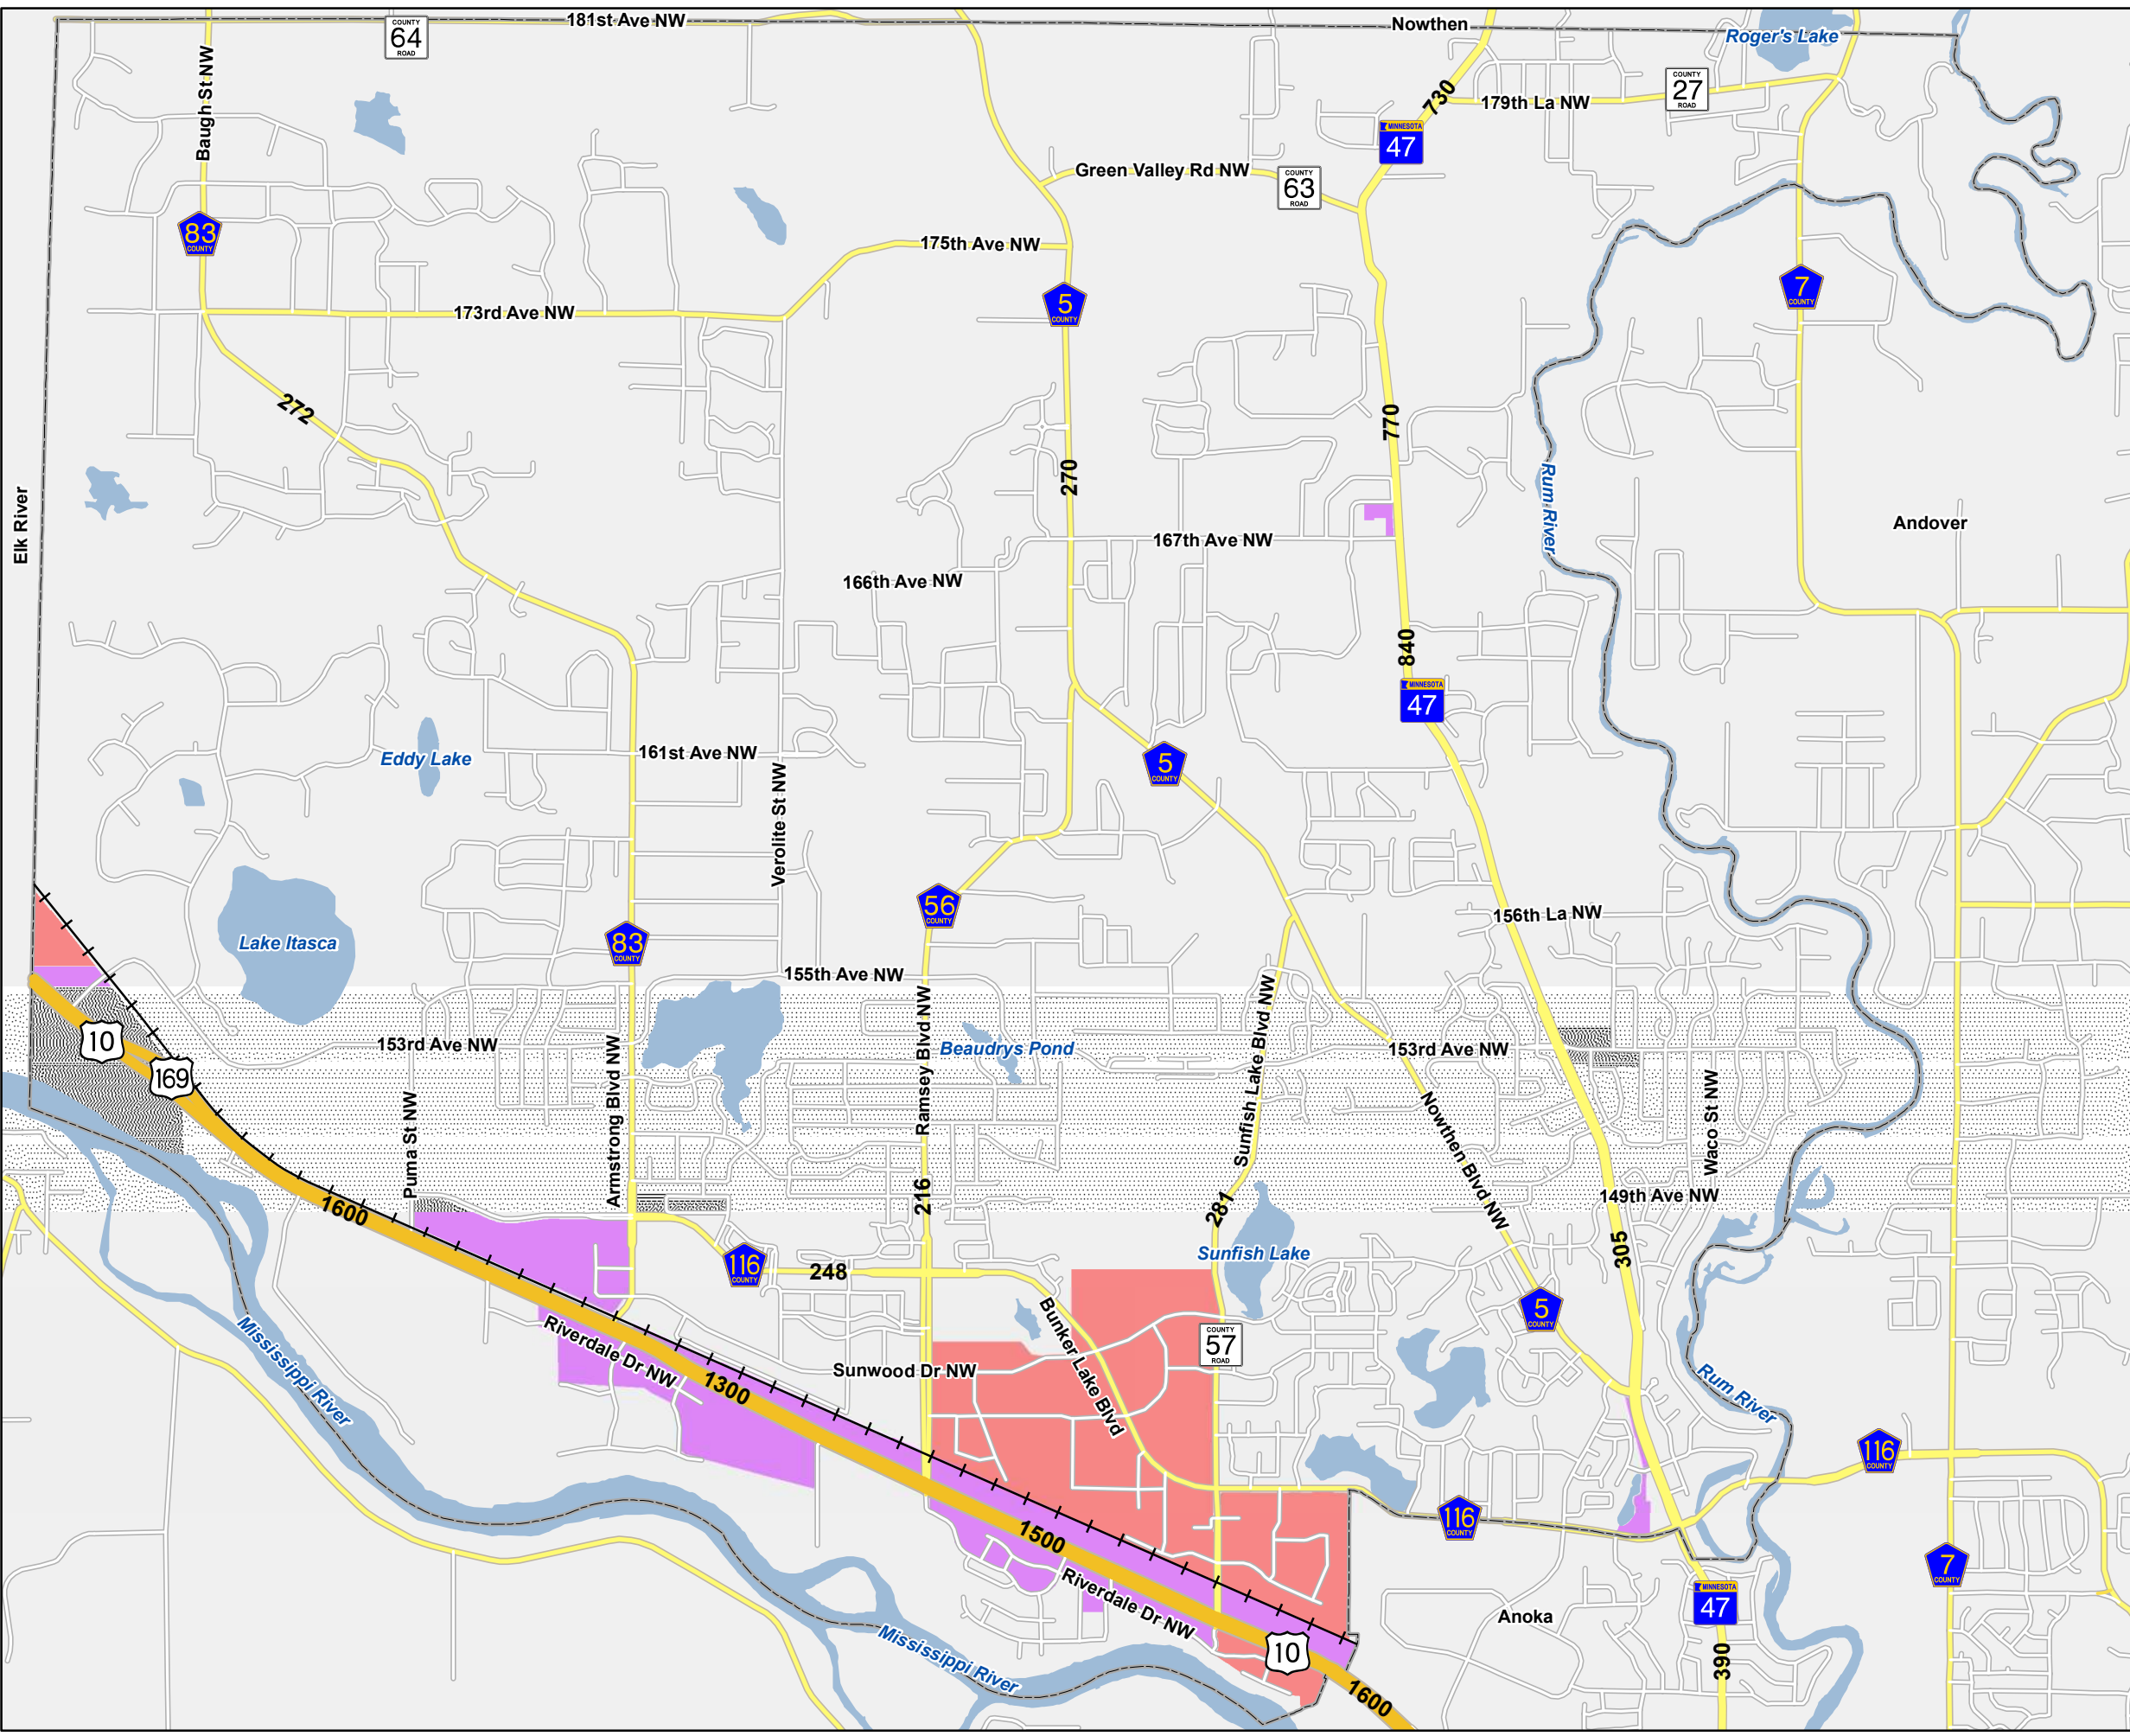 181st Ave NW
COUNTY
64
ROAD
Nowthen
Roger's Lake
Baugh St NW
730
179th La NW
COUNTY
27
ROAD
MINNESOTA
47
Green Valley Rd NW
COUNTY
63
ROAD
83
COUNTY
175th Ave NW
5
COUNTY
7
COUNTY
173rd Ave NW
272
770
270
Rum River
Elk River
Andover
167th Ave NW
166th Ave NW
840
MINNESOTA
47
161st Ave NW
Eddy Lake
5
COUNTY
Verolite St NW
56
COUNTY
156th La NW
Lake Itasca
83
COUNTY
155th Ave NW
10
153rd Ave NW
Armstrong Blvd NW
Ramsey Blvd NW
Beaudrys Pond
Sunfish Lake Blvd NW
153rd Ave NW
169
Puma St NW
Nowthen Blvd NW
Waco St NW
1600
216
281
149th Ave NW
305
Sunfish Lake
116
COUNTY
248
5
COUNTY
Mississippi River
Riverdale Dr NW
Bunker Lake Blvd
COUNTY
57
ROAD
Sunwood Dr NW
1300
Rum River
116
COUNTY
116
COUNTY
1500
7
COUNTY
Riverdale Dr NW
MINNESOTA
47
Anoka
Mississippi River
10
390
1600